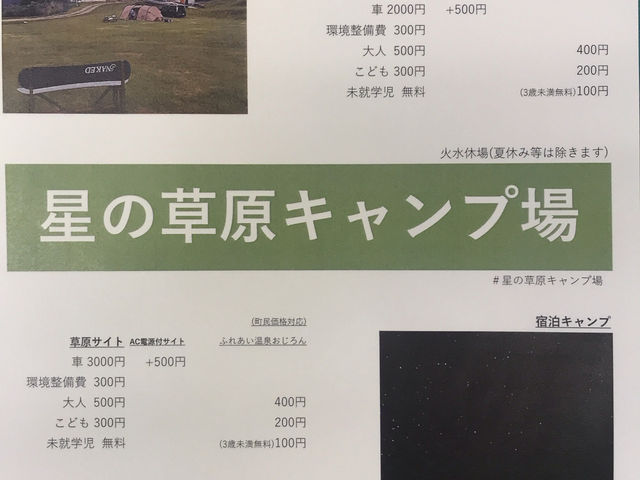 車 2000円 +500円
環境整備費 300円
大人 500円 400円
こども 300円 200円
未就学児 無料 (3歳未満無料)100円
NAKED
火水休場(夏休み等は除きます)
星の草原キャンプ場
#星の草原キャンプ場
(町民価格対応) 宿泊キャンプ
草原サイト AC電源付サイト ふれあい温泉おじろん
車 3000円 +500円
環境整備費 300円
大人 500円 400円
こども 300円 200円
未就学児 無料 (3歳未満無料)100円